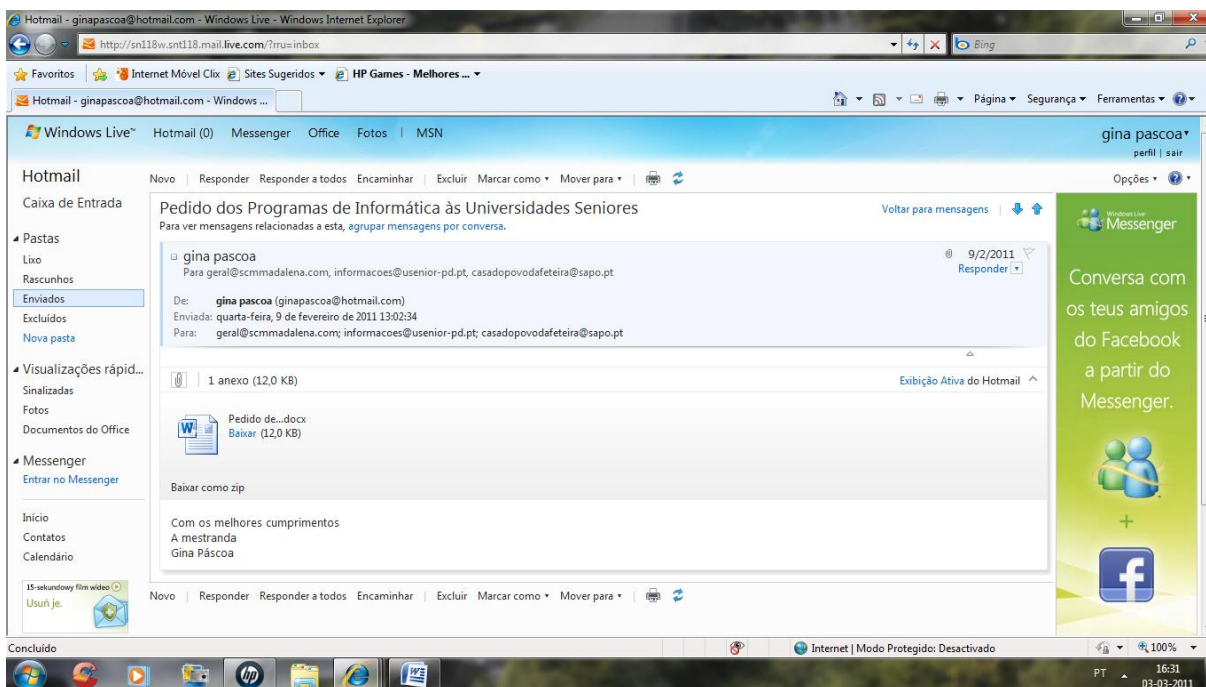 Hotmail - ginapascoa@hotmail.com - Windows Live - Windows Internet Explorer
http://sn118w.snt118.mail.live.com/?rru=inbox
Bing
Favoritos Internet Móvel Clix Sites Sugeridos HP Games - Melhores ...
Hotmail - ginapascoa@hotmail.com - Windows ...
Página Segurança Ferramentas
Windows Live™ Hotmail (0) Messenger Office Fotos | MSN
gina pascoa
perfil | sair
Hotmail
Novo | Responder Responder a todos Encaminhar | Excluir Marcar como Mover para
Opções
Caixa de Entrada
Pastas
Lixo
Rascunhos
Enviados
Excluídos
Nova pasta
Visualizações rápid...
Sinalizadas
Fotos
Documentos do Office
Messenger
Entrar no Messenger
Início
Contatos
Calendário
15-sekundowy film wideo
Usuń je.
Pedido dos Programas de Informática às Universidades Seniores
Voltar para mensagens
Para ver mensagens relacionadas a esta, agrupar mensagens por conversa.
gina pascoa
9/2/2011
Para geral@scmmadalena.com, informacoes@usenior-pd.pt, casadopovodafeteira@sapo.pt
Responder
De: gina pascoa (ginapascoa@hotmail.com)
Enviada: quarta-feira, 9 de fevereiro de 2011 13:02:34
Para: geral@scmmadalena.com; informacoes@usenior-pd.pt; casadopovodafeteira@sapo.pt
1 anexo (12,0 KB)
Exibição Ativa do Hotmail
Pedido de...docx
Baixar (12,0 KB)
Baixar como zip
Com os melhores cumprimentos
A mestranda
Gina Páscoa
Novo | Responder Responder a todos Encaminhar | Excluir Marcar como Mover para
Windows Live
Messenger
Conversa com
os teus amigos
do Facebook
a partir do
Messenger.
+
f
Concluído
Internet | Modo Protegido: Desactivado
100%
hp
PT
16:31
03-03-2011